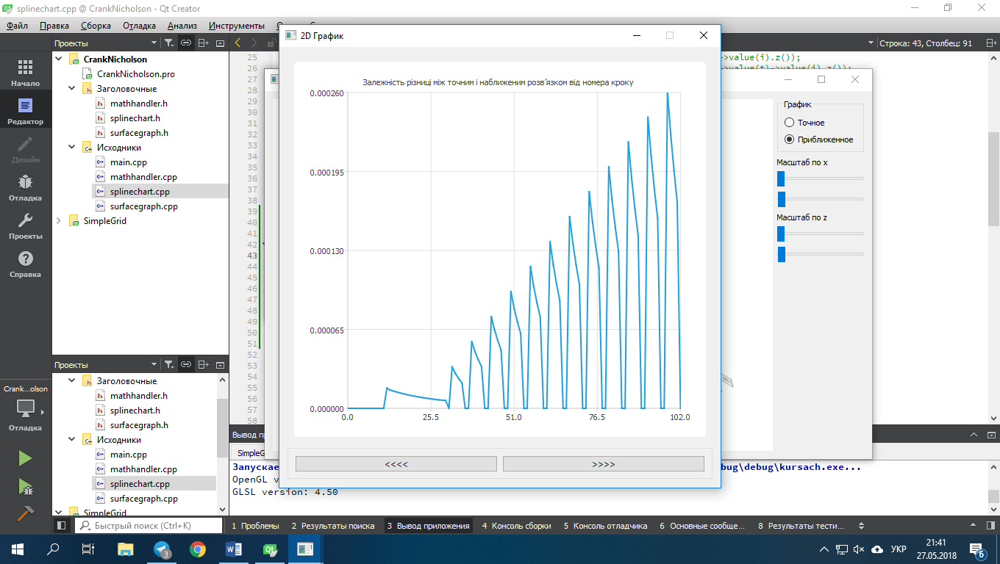 splinechart.cpp @ CrankNicholson - Qt Creator
Файл Правка Сборка Отладка Анализ Инструменты
Проекты
Строка: 43, Столбец: 91
CrankNicholson
CrankNicholson.pro
Заголовочные
mathhandler.h
splinechart.h
surfacegraph.h
Исходники
main.cpp
mathhandler.cpp
splinechart.cpp
surfacegraph.cpp
SimpleGrid
Начало
Редактор
Дизайн
Отладка
Проекты
Справка
Crank...olson
Отладка
Проекты
Заголовочные
mathhandler.h
splinechart.h
surfacegraph.h
Исходники
main.cpp
mathhandler.cpp
splinechart.cpp
surfacegraph.cpp
SimpleGrid
25
26
27
28
29
30
31
32
33
34
35
36
37
38
39
40
41
42
43
44
45
46
47
48
49
50
51
52
53
54
55
56
57
58
->value(i).z());
->value(t)->value(i).z());
2D График
Залежність різниці між точним і наближеним розв'язком від номера кроку
0.000260
0.000195
0.000130
0.000065
0.000000
0.0 25.5 51.0 76.5 102.0
<<<< >>>>
График
Точное
Приближенное
Масштаб по x
Масштаб по z
Вывод п
SimpleG
Запускае
bug\debug\kursach.exe...
OpenGL v
GLSL version: 4.50
Быстрый поиск (Ctrl+K)
1 Проблемы 2 Результаты поиска 3 Вывод приложения 4 Консоль сборки 5 Консоль отладчика 6 Основные сообще... 8 Результаты тести...
3
УКР
21:41
27.05.2018
6